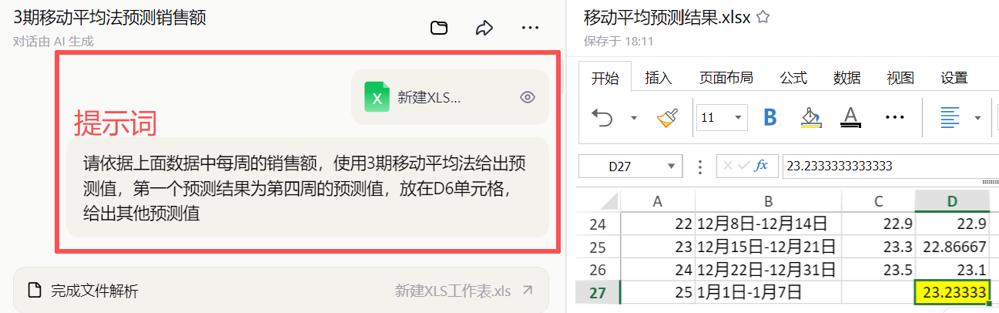 3期移动平均法预测销售额
对话由 AI 生成
提示词
X
新建XLS...
请依据上面数据中每周的销售额，使用3期移动平均法给出预
测值，第一个预测结果为第四周的预测值，放在D6单元格，
给出其他预测值
完成文件解析 新建XLS工作表.xls
移动平均预测结果.xlsx
保存于 18:11
开始 插入 页面布局 公式 数据 视图 设置
11 B A
D27 fx 23.2333333333333
A B C D
24 22 12月8日-12月14日 22.9 22.9
25 23 12月15日-12月21日 23.3 22.86667
26 24 12月22日-12月31日 23.5 23.1
27 25 1月1日-1月7日 23.23333